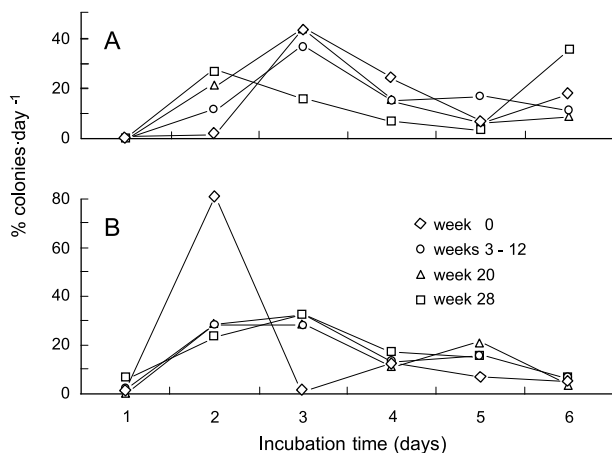 A
40
20
0
% colonies·day -1
B
80
60
40
20
0
week 0
weeks 3 - 12
week 20
week 28
1 2 3 4 5 6
Incubation time (days)